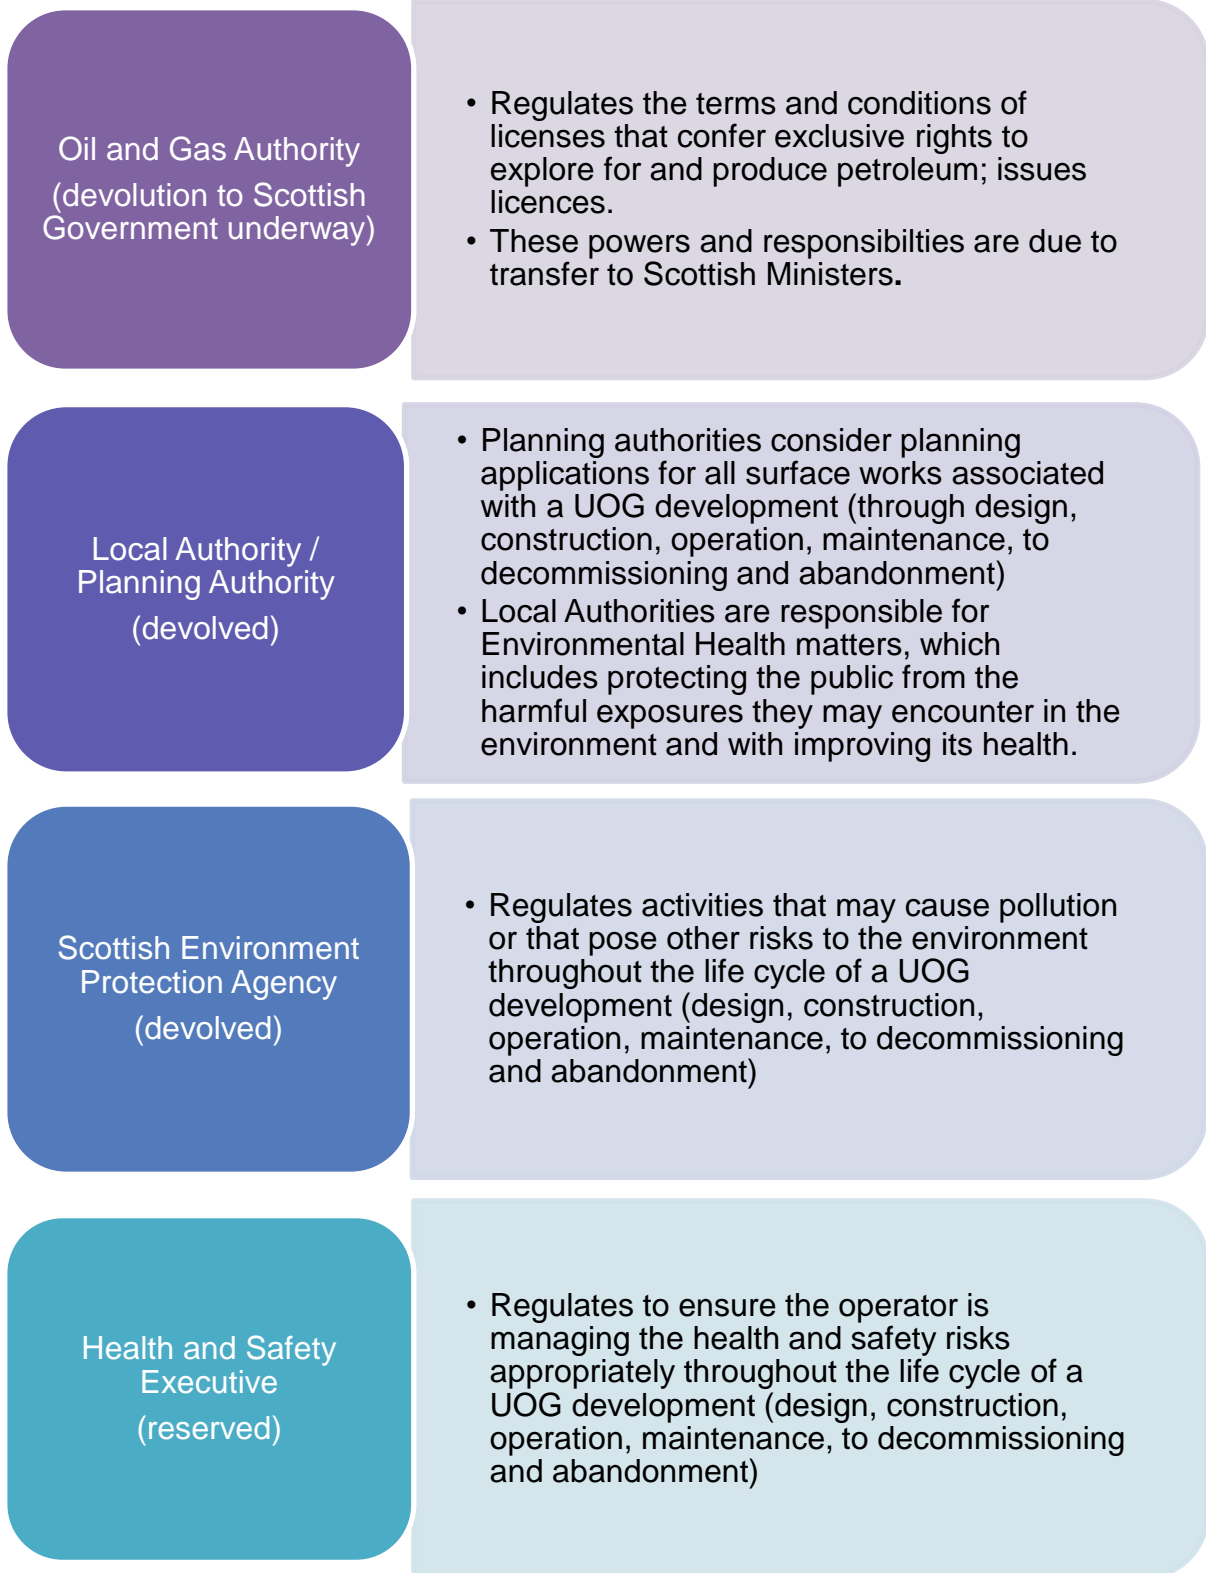 Oil and Gas Authority
(devolution to Scottish
Government underway)
• Regulates the terms and conditions of
licenses that confer exclusive rights to
explore for and produce petroleum; issues
licences.
• These powers and responsibilties are due to
transfer to Scottish Ministers.
Local Authority /
Planning Authority
(devolved)
• Planning authorities consider planning
applications for all surface works associated
with a UOG development (through design,
construction, operation, maintenance, to
decommissioning and abandonment)
• Local Authorities are responsible for
Environmental Health matters, which
includes protecting the public from the
harmful exposures they may encounter in the
environment and with improving its health.
Scottish Environment
Protection Agency
(devolved)
• Regulates activities that may cause pollution
or that pose other risks to the environment
throughout the life cycle of a UOG
development (design, construction,
operation, maintenance, to decommissioning
and abandonment)
Health and Safety
Executive
(reserved)
• Regulates to ensure the operator is
managing the health and safety risks
appropriately throughout the life cycle of a
UOG development (design, construction,
operation, maintenance, to decommissioning
and abandonment)